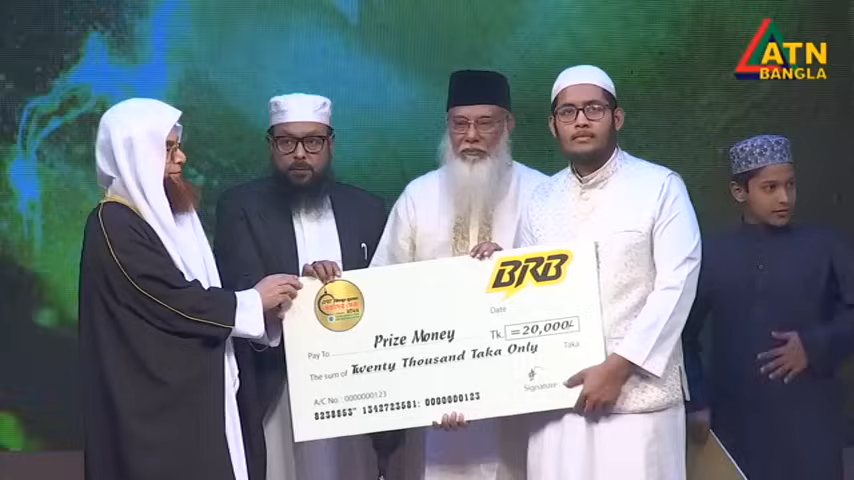 ATN
BANGLA
BRB
Date
Prize Money
Tk. = 20,000/-
Pay To
Twenty Thousand Taka Only
Taka
The sum of
A/C No. : 0000000123
Signature